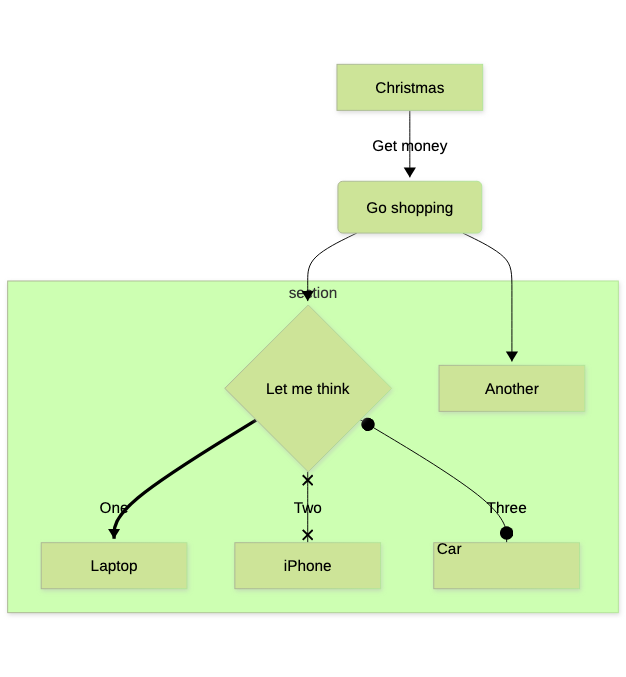 Christmas
Get money
Go shopping
section
Let me think
Another
One
Two
Three
Laptop
iPhone
Car